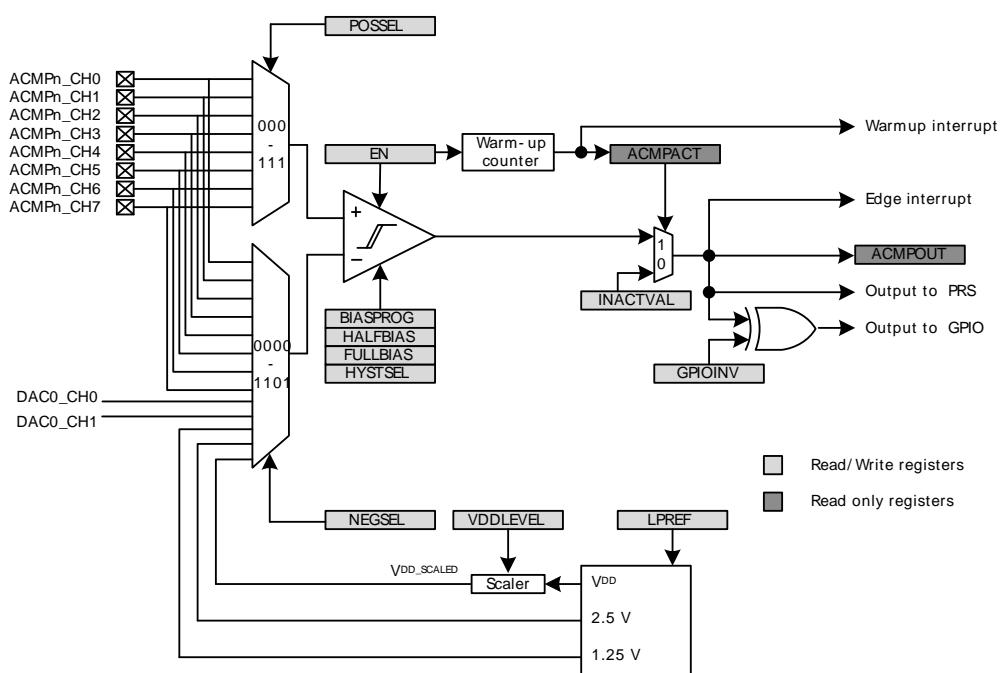 POSSEL
ACMPn_CH0
ACMPn_CH1
ACMPn_CH2
ACMPn_CH3
ACMPn_CH4
ACMPn_CH5
ACMPn_CH6
ACMPn_CH7
000
-
111
EN
Warm-up
counter
ACMPACT
Warmup interrupt
+
−
1
0
Edge interrupt
ACMPOUT
Output to PRS
Output to GPIO
INACTVAL
GPIOINV
BIASPROG
HALFBIAS
FULLBIAS
HYSTSEL
0000
-
1101
DAC0_CH0
DAC0_CH1
Read/Write registers
Read only registers
NEGSEL
VDDLEVEL
LPREF
VDD_SCALED
Scaler
VDD
2.5 V
1.25 V